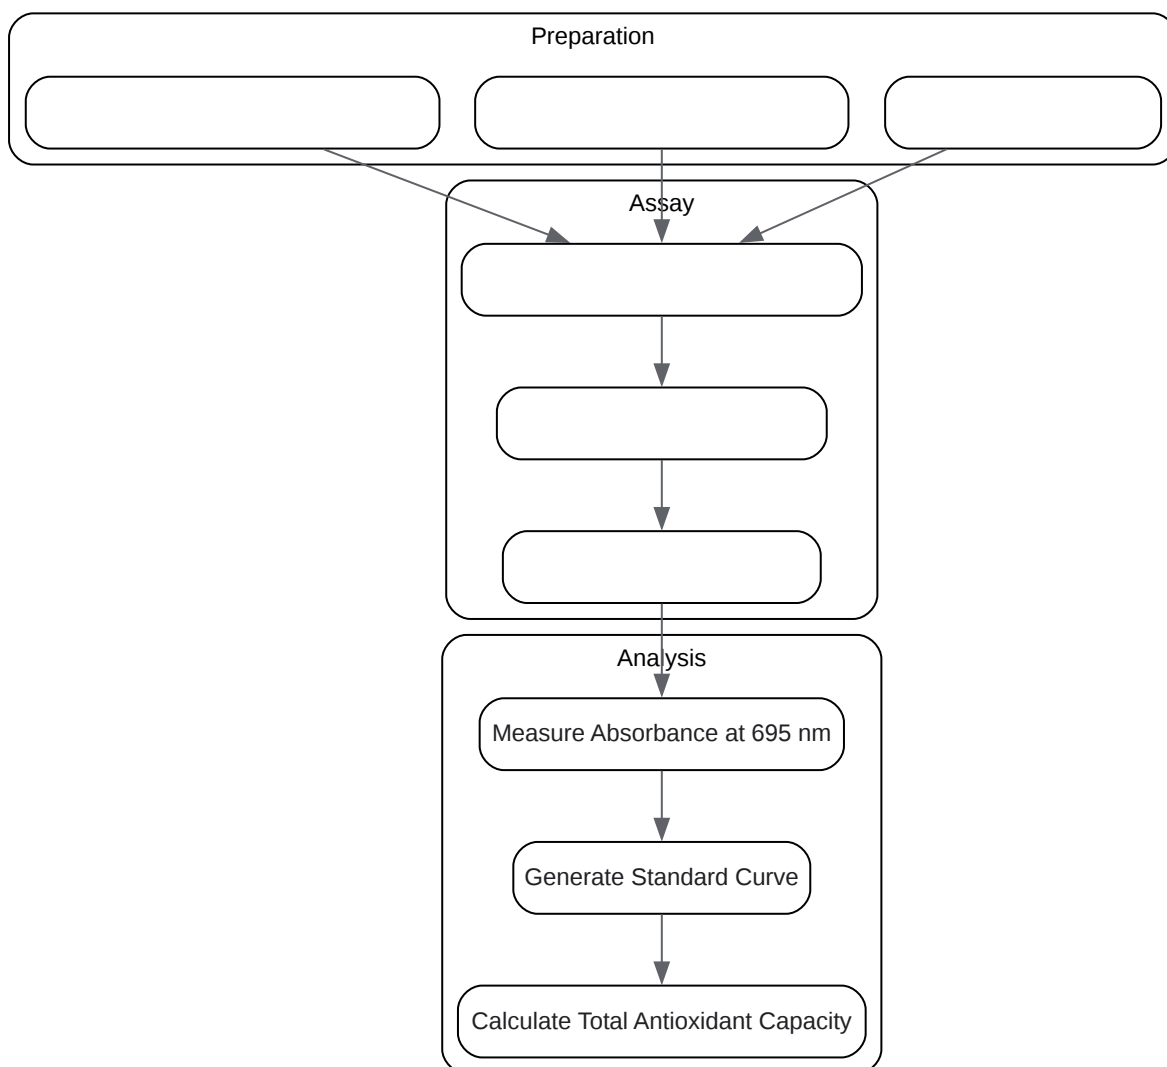 Preparation
Assay
Analysis
Measure Absorbance at 695 nm
Generate Standard Curve
Calculate Total Antioxidant Capacity